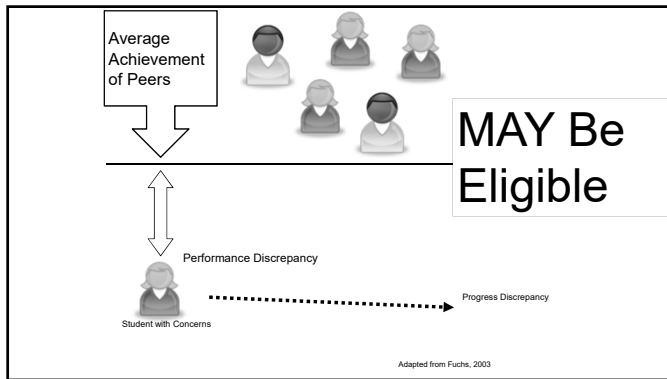 Average
Achievement
of Peers
MAY Be
Eligible
Performance Discrepancy
Progress Discrepancy
Student with Concerns
Adapted from Fuchs, 2003